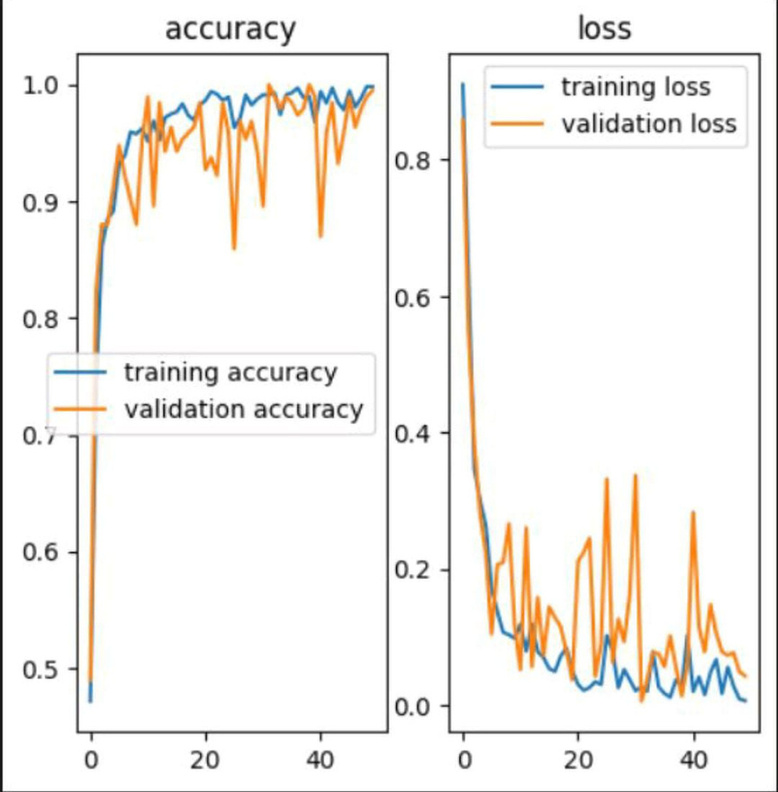 accuracy
1.0
0.9
0.8
0.7
0.6
0.5
training accuracy
validation accuracy
0 20 40
loss
training loss
validation loss
0.8
0.6
0.4
0.2
0.0
0 20 40